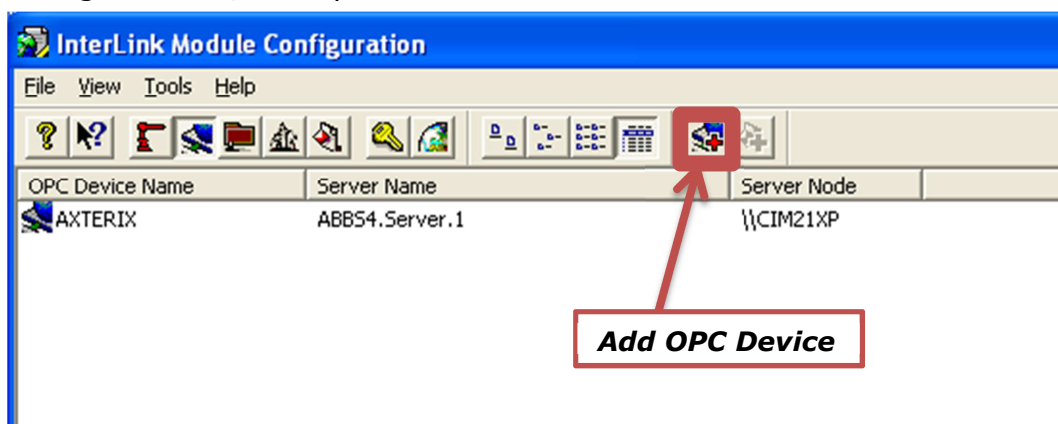 InterLink Module Configuration
File View Tools Help
OPC Device Name Server Name Server Node
AXTERIX ABBS4.Server.1 \\CIM21XP
Add OPC Device